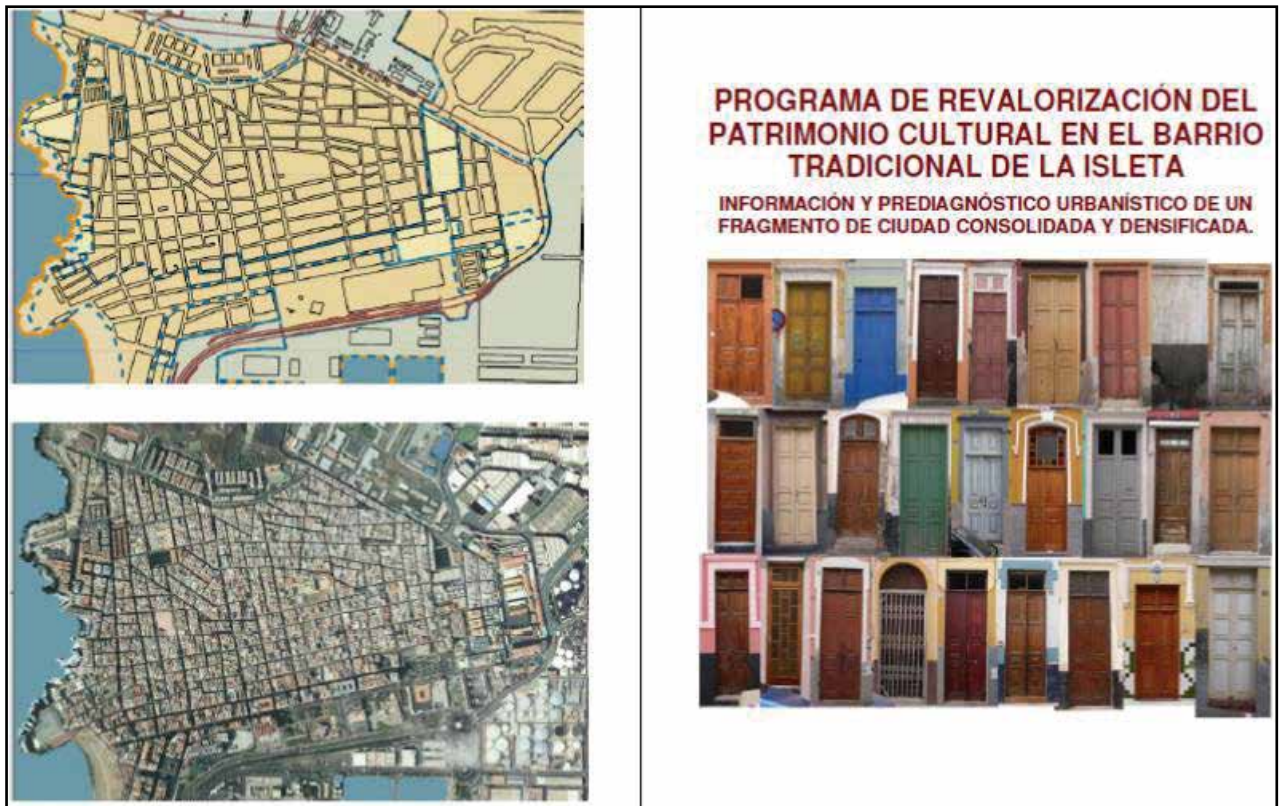 PROGRAMA DE REVALORIZACIÓN DEL
PATRIMONIO CULTURAL EN EL BARRIO
TRADICIONAL DE LA ISLETA
INFORMACIÓN Y PREDIAGNÓSTICO URBANÍSTICO DE UN
FRAGMENTO DE CIUDAD CONSOLIDADA Y DENSIFICADA.